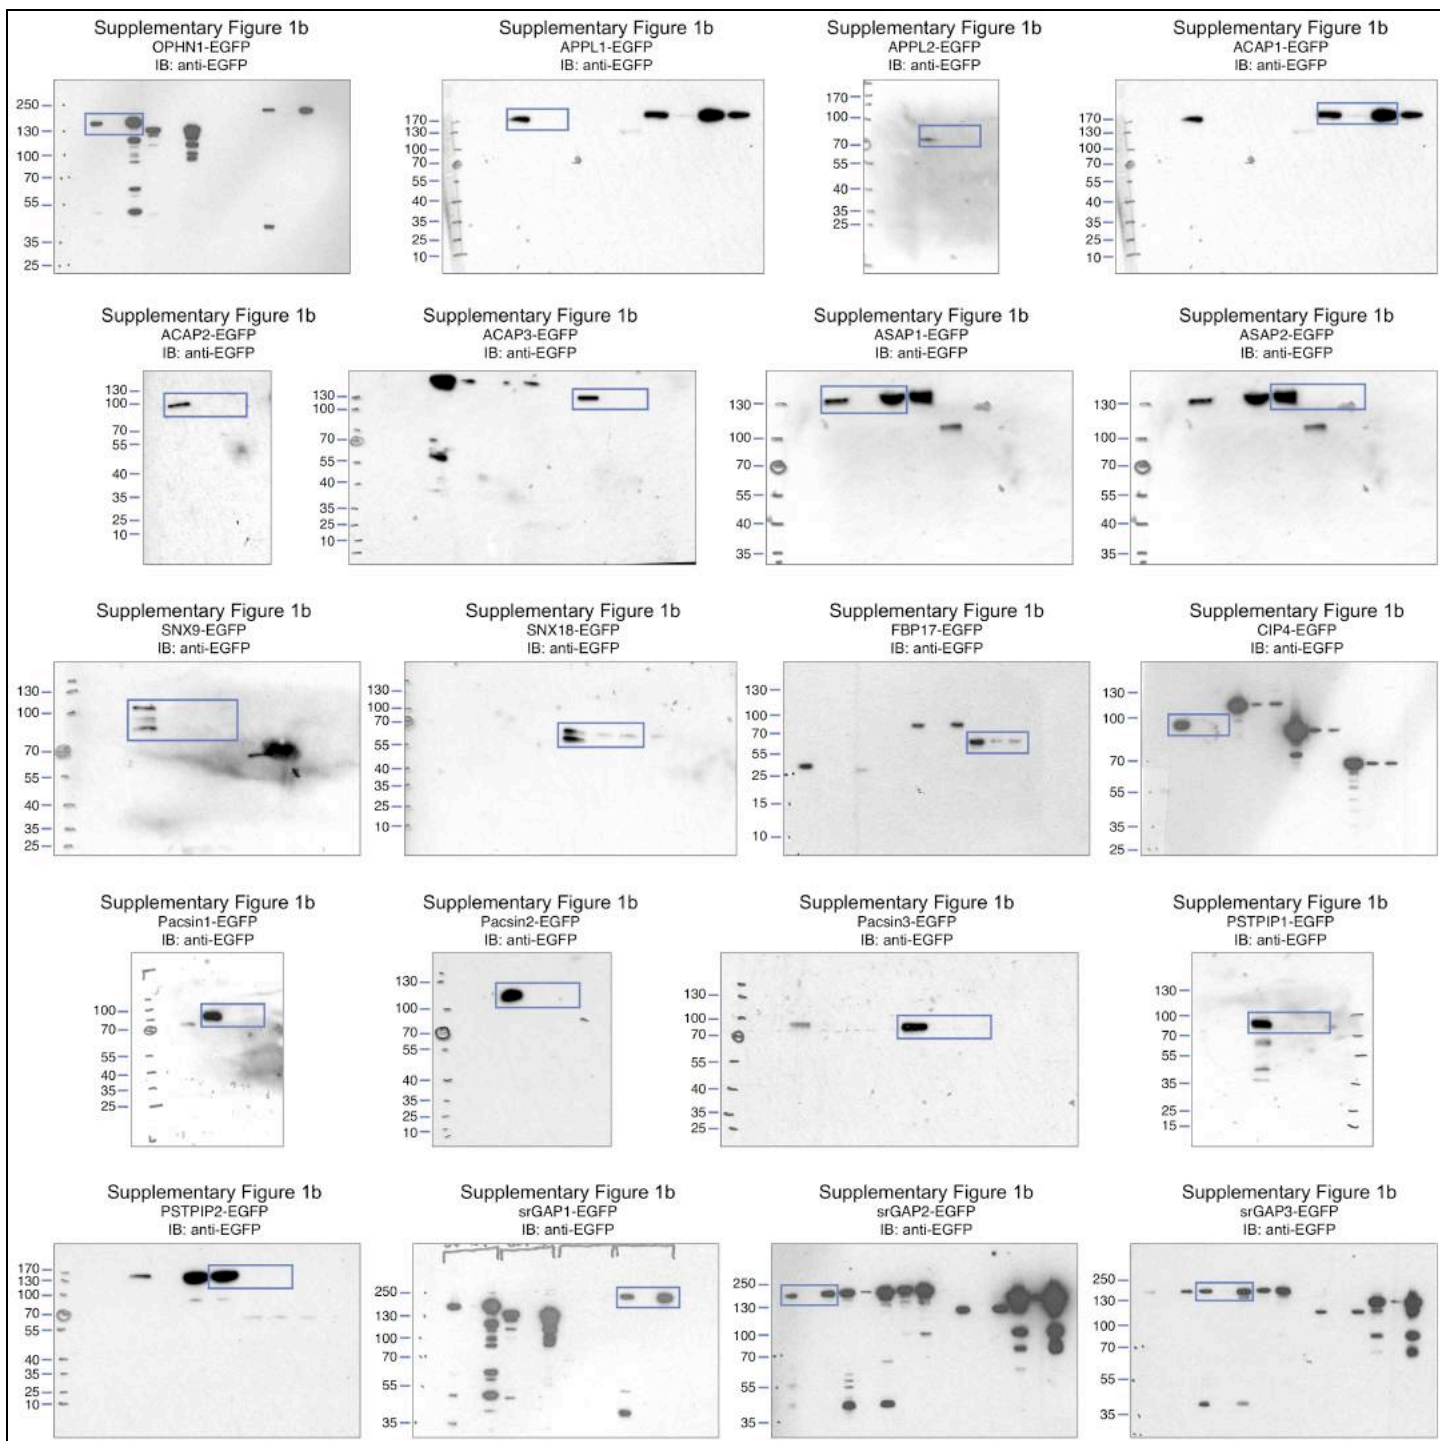 Supplementary Figure 1b
OPHN1-EGFP
IB: anti-EGFP
250
130
100
70
55
35
25
Supplementary Figure 1b
APPL1-EGFP
IB: anti-EGFP
170
130
100
70
55
40
35
25
10
Supplementary Figure 1b
APPL2-EGFP
IB: anti-EGFP
170
100
70
55
40
35
25
Supplementary Figure 1b
ACAP1-EGFP
IB: anti-EGFP
170
130
100
70
55
40
35
25
10
Supplementary Figure 1b
ACAP2-EGFP
IB: anti-EGFP
130
100
70
55
40
35
25
10
Supplementary Figure 1b
ACAP3-EGFP
IB: anti-EGFP
130
100
70
55
40
35
25
10
Supplementary Figure 1b
ASAP1-EGFP
IB: anti-EGFP
130
100
70
55
40
35
Supplementary Figure 1b
ASAP2-EGFP
IB: anti-EGFP
130
100
70
55
40
35
Supplementary Figure 1b
SNX9-EGFP
IB: anti-EGFP
130
100
70
55
40
35
25
Supplementary Figure 1b
SNX18-EGFP
IB: anti-EGFP
130
100
70
55
40
35
25
10
Supplementary Figure 1b
FBP17-EGFP
IB: anti-EGFP
130
100
70
55
35
25
15
10
Supplementary Figure 1b
CIP4-EGFP
IB: anti-EGFP
130
100
70
55
35
25
Supplementary Figure 1b
Pacsin1-EGFP
IB: anti-EGFP
100
70
55
40
35
25
Supplementary Figure 1b
Pacsin2-EGFP
IB: anti-EGFP
130
100
70
55
40
35
25
10
Supplementary Figure 1b
Pacsin3-EGFP
IB: anti-EGFP
130
100
70
55
40
35
25
Supplementary Figure 1b
PSTPIP1-EGFP
IB: anti-EGFP
130
100
70
55
35
25
15
Supplementary Figure 1b
PSTPIP2-EGFP
IB: anti-EGFP
170
130
100
70
55
40
35
25
10
Supplementary Figure 1b
srGAP1-EGFP
IB: anti-EGFP
250
130
100
70
55
35
Supplementary Figure 1b
srGAP2-EGFP
IB: anti-EGFP
250
130
100
70
55
35
Supplementary Figure 1b
srGAP3-EGFP
IB: anti-EGFP
250
130
100
70
55
35